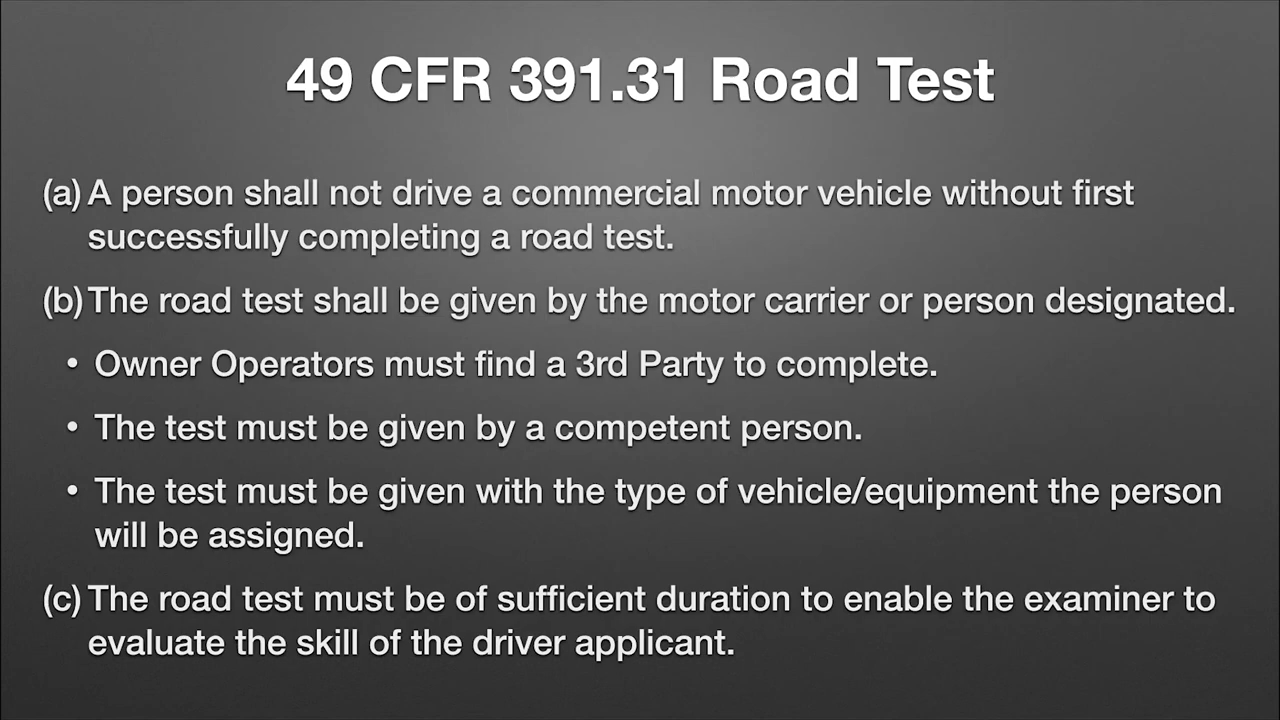 49 CFR 391.31 Road Test
(a) A person shall not drive a commercial motor vehicle without first
successfully completing a road test.
(b) The road test shall be given by the motor carrier or person designated.
• Owner Operators must find a 3rd Party to complete.
• The test must be given by a competent person.
• The test must be given with the type of vehicle/equipment the person
will be assigned.
(c) The road test must be of sufficient duration to enable the examiner to
evaluate the skill of the driver applicant.